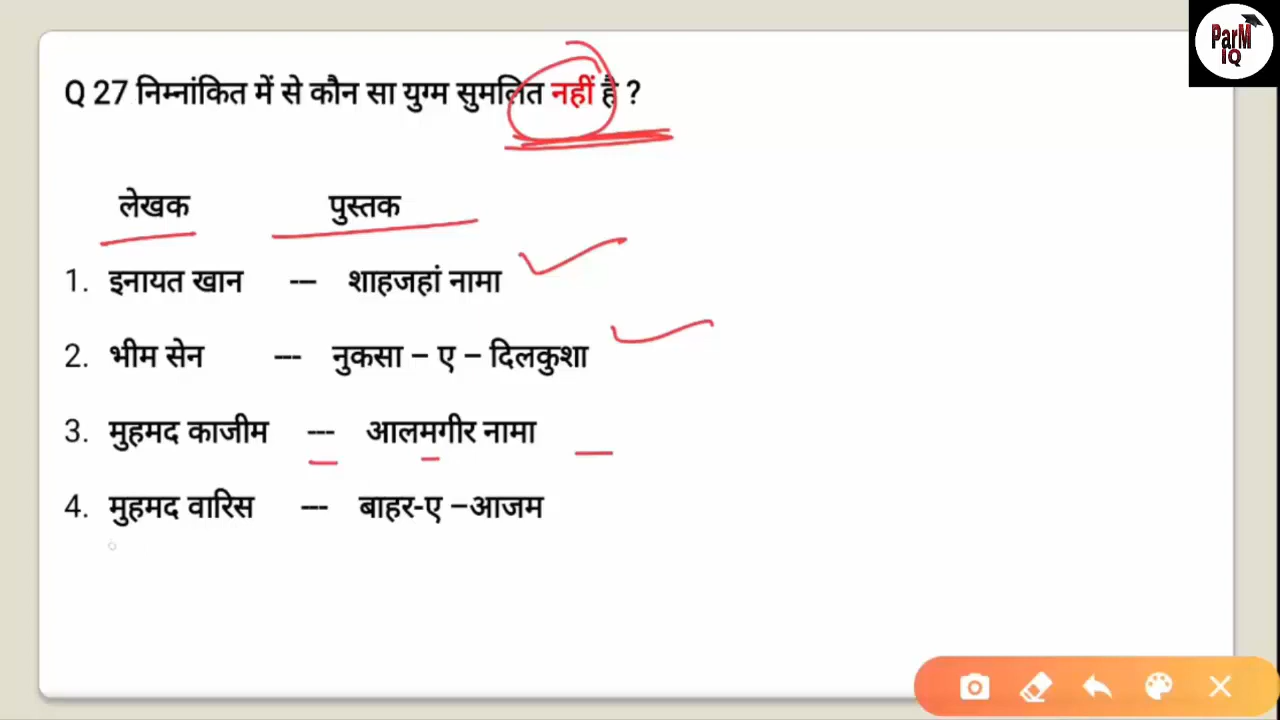 ParM
IQ
Q 27 निम्नांकित में से कौन सा युग्म सुमलित नहीं है ?
लेखक पुस्तक
1. इनायत खान --- शाहजहां नामा
2. भीम सेन --- नुकसा – ए – दिलकुशा
3. मुहमद काजीम --- आलमगीर नामा
4. मुहमद वारिस --- बाहर-ए –आजम